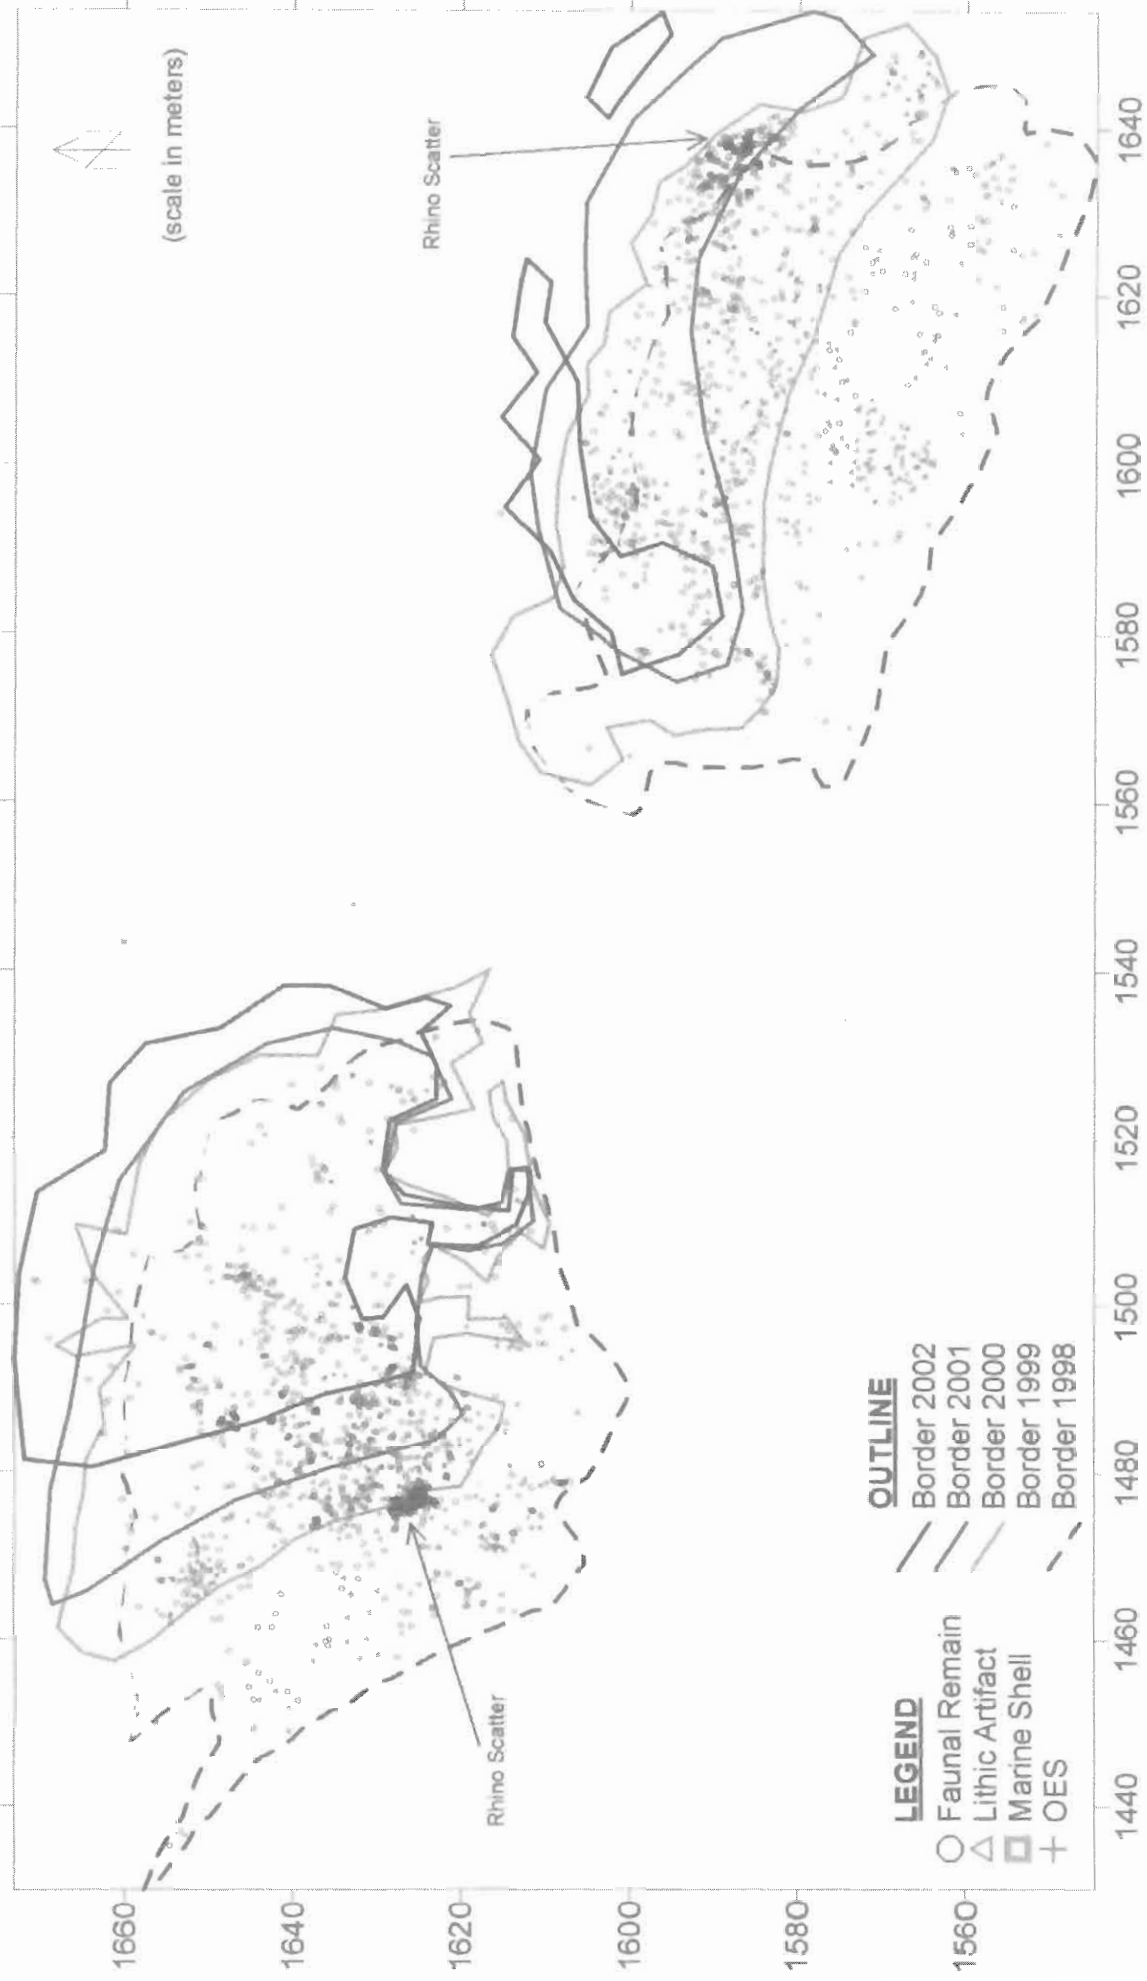 (scale in meters)
Rhino Scatter
Rhino Scatter
1660
1640
1620
1600
1580
1560
1440
1460
1480
1500
1520
1540
1560
1580
1600
1620
1640
LEGEND
Faunal Remain
Lithic Artifact
Marine Shell
OES
OUTLINE
Border 2002
Border 2001
Border 2000
Border 1999
Border 1998